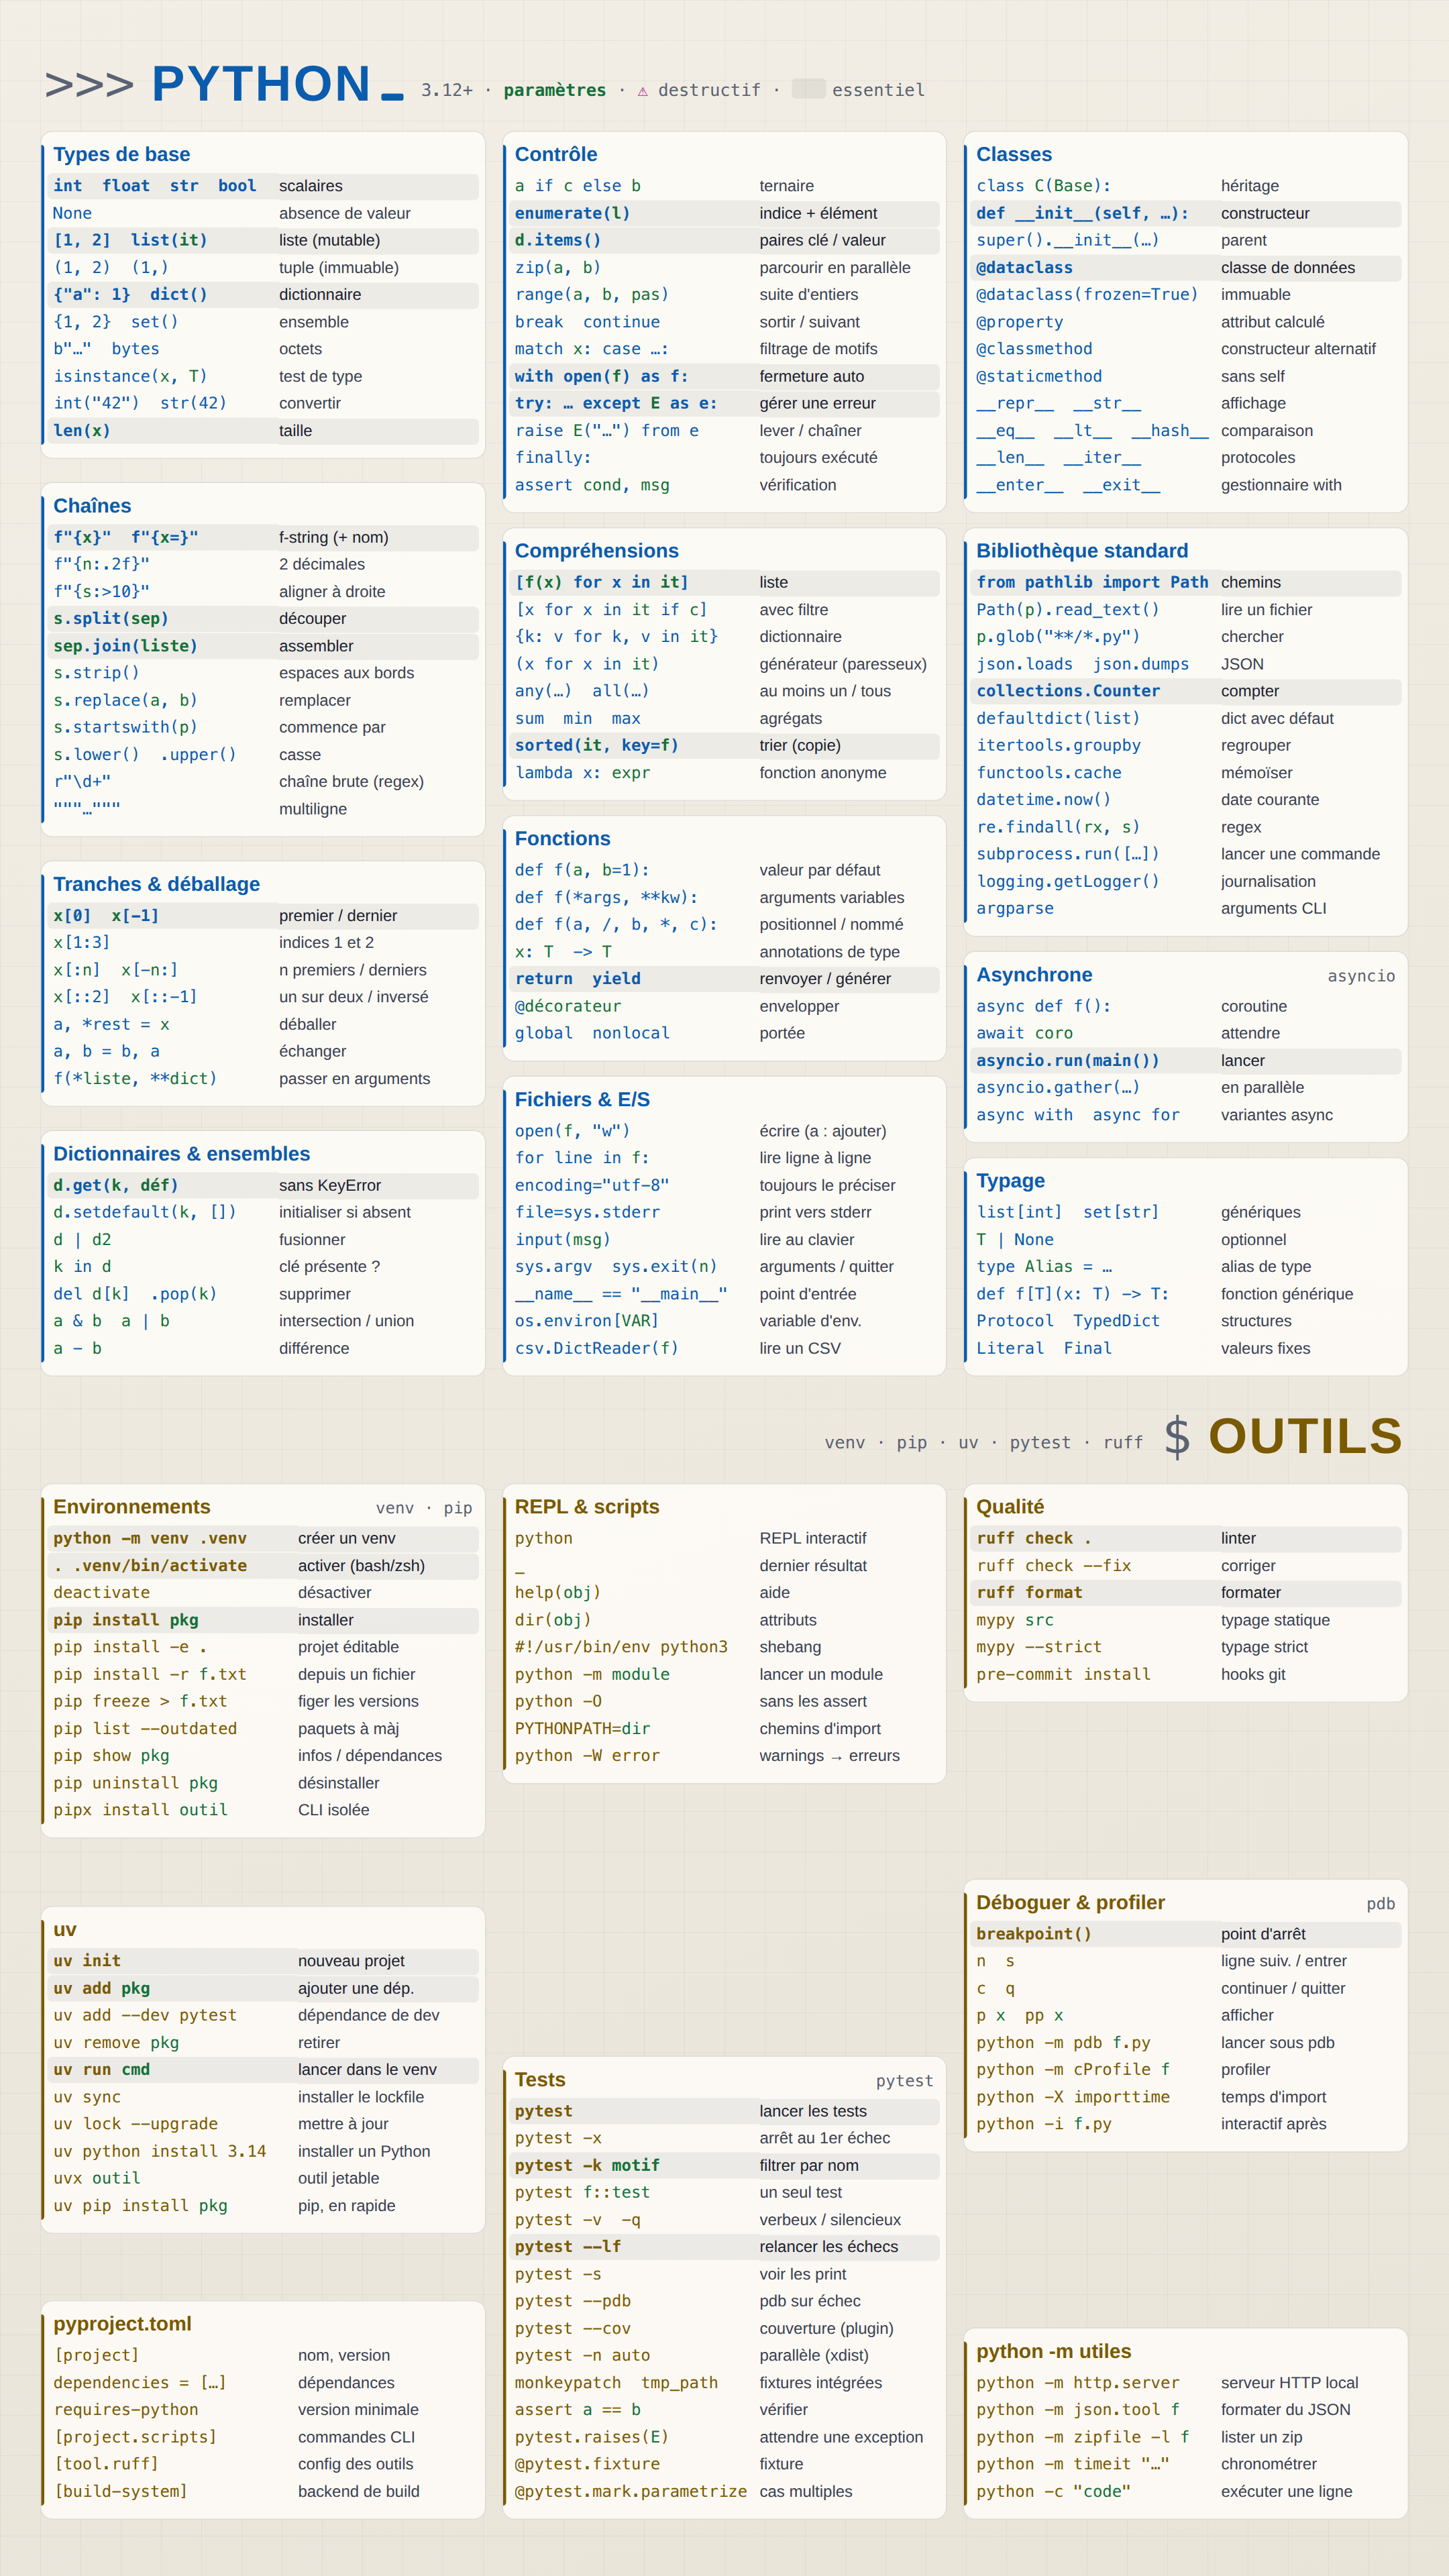 >>> PYTHON_ 3.12+ · paramètres · ⚠ destructif · essentiel
Types de base
int float str bool scalaires
None absence de valeur
[1, 2] list(it) liste (mutable)
(1, 2) (1,) tuple (immuable)
{"a": 1} dict() dictionnaire
{1, 2} set() ensemble
b"…" bytes octets
isinstance(x, T) test de type
int("42") str(42) convertir
len(x) taille
Chaînes
f"{x}" f"{x=}" f-string (+ nom)
f"{n:.2f}" 2 décimales
f"{s:>10}" aligner à droite
s.split(sep) découper
sep.join(liste) assembler
s.strip() espaces aux bords
s.replace(a, b) remplacer
s.startswith(p) commence par
s.lower() .upper() casse
r"\d+" chaîne brute (regex)
"""…""" multiligne
Tranches & déballage
x[0] x[-1] premier / dernier
x[1:3] indices 1 et 2
x[:n] x[-n:] n premiers / derniers
x[::2] x[::-1] un sur deux / inversé
a, *rest = x déballer
a, b = b, a échanger
f(*liste, **dict) passer en arguments
Dictionnaires & ensembles
d.get(k, déf) sans KeyError
d.setdefault(k, []) initialiser si absent
d | d2 fusionner
k in d clé présente ?
del d[k] .pop(k) supprimer
a & b a | b intersection / union
a - b différence
Contrôle
a if c else b ternaire
enumerate(l) indice + élément
d.items() paires clé / valeur
zip(a, b) parcourir en parallèle
range(a, b, pas) suite d'entiers
break continue sortir / suivant
match x: case …: filtrage de motifs
with open(f) as f: fermeture auto
try: … except E as e: gérer une erreur
raise E("…") from e lever / chaîner
finally: toujours exécuté
assert cond, msg vérification
Compréhensions
[f(x) for x in it] liste
[x for x in it if c] avec filtre
{k: v for k, v in it} dictionnaire
(x for x in it) générateur (paresseux)
any(…) all(…) au moins un / tous
sum min max agrégats
sorted(it, key=f) trier (copie)
lambda x: expr fonction anonyme
Fonctions
def f(a, b=1): valeur par défaut
def f(*args, **kw): arguments variables
def f(a, /, b, *, c): positionnel / nommé
x: T -> T annotations de type
return yield renvoyer / générer
@décorateur envelopper
global nonlocal portée
Fichiers & E/S
open(f, "w") écrire (a : ajouter)
for line in f: lire ligne à ligne
encoding="utf-8" toujours le préciser
file=sys.stderr print vers stderr
input(msg) lire au clavier
sys.argv sys.exit(n) arguments / quitter
__name__ == "__main__" point d'entrée
os.environ[VAR] variable d'env.
csv.DictReader(f) lire un CSV
Classes
class C(Base): héritage
def __init__(self, …): constructeur
super().__init__(…) parent
@dataclass classe de données
@dataclass(frozen=True) immuable
@property attribut calculé
@classmethod constructeur alternatif
@staticmethod sans self
__repr__ __str__ affichage
__eq__ __lt__ __hash__ comparaison
__len__ __iter__ protocoles
__enter__ __exit__ gestionnaire with
Bibliothèque standard
from pathlib import Path chemins
Path(p).read_text() lire un fichier
p.glob("**/*.py") chercher
json.loads json.dumps JSON
collections.Counter compter
defaultdict(list) dict avec défaut
itertools.groupby regrouper
functools.cache mémoïser
datetime.now() date courante
re.findall(rx, s) regex
subprocess.run([…]) lancer une commande
logging.getLogger() journalisation
argparse arguments CLI
Asynchrone asyncio
async def f(): coroutine
await coro attendre
asyncio.run(main()) lancer
asyncio.gather(…) en parallèle
async with async for variantes async
Typage
list[int] set[str] génériques
T | None optionnel
type Alias = … alias de type
def f[T](x: T) -> T: fonction générique
Protocol TypedDict structures
Literal Final valeurs fixes
venv · pip · uv · pytest · ruff $ OUTILS
Environnements venv · pip
python -m venv .venv créer un venv
. .venv/bin/activate activer (bash/zsh)
deactivate désactiver
pip install pkg installer
pip install -e . projet éditable
pip install -r f.txt depuis un fichier
pip freeze > f.txt figer les versions
pip list --outdated paquets à màj
pip show pkg infos / dépendances
pip uninstall pkg désinstaller
pipx install outil CLI isolée
uv
uv init nouveau projet
uv add pkg ajouter une dép.
uv add --dev pytest dépendance de dev
uv remove pkg retirer
uv run cmd lancer dans le venv
uv sync installer le lockfile
uv lock --upgrade mettre à jour
uv python install 3.14 installer un Python
uvx outil outil jetable
uv pip install pkg pip, en rapide
pyproject.toml
[project] nom, version
dependencies = […] dépendances
requires-python version minimale
[project.scripts] commandes CLI
[tool.ruff] config des outils
[build-system] backend de build
REPL & scripts
python REPL interactif
_ dernier résultat
help(obj) aide
dir(obj) attributs
#!/usr/bin/env python3 shebang
python -m module lancer un module
python -O sans les assert
PYTHONPATH=dir chemins d'import
python -W error warnings → erreurs
Tests pytest
pytest lancer les tests
pytest -x arrêt au 1er échec
pytest -k motif filtrer par nom
pytest f::test un seul test
pytest -v -q verbeux / silencieux
pytest --lf relancer les échecs
pytest -s voir les print
pytest --pdb pdb sur échec
pytest --cov couverture (plugin)
pytest -n auto parallèle (xdist)
monkeypatch tmp_path fixtures intégrées
assert a == b vérifier
pytest.raises(E) attendre une exception
@pytest.fixture fixture
@pytest.mark.parametrize cas multiples
Qualité
ruff check . linter
ruff check --fix corriger
ruff format formater
mypy src typage statique
mypy --strict typage strict
pre-commit install hooks git
Déboguer & profiler pdb
breakpoint() point d'arrêt
n s ligne suiv. / entrer
c q continuer / quitter
p x pp x afficher
python -m pdb f.py lancer sous pdb
python -m cProfile f profiler
python -X importtime temps d'import
python -i f.py interactif après
python -m utiles
python -m http.server serveur HTTP local
python -m json.tool f formater du JSON
python -m zipfile -l f lister un zip
python -m timeit "…" chronométrer
python -c "code" exécuter une ligne